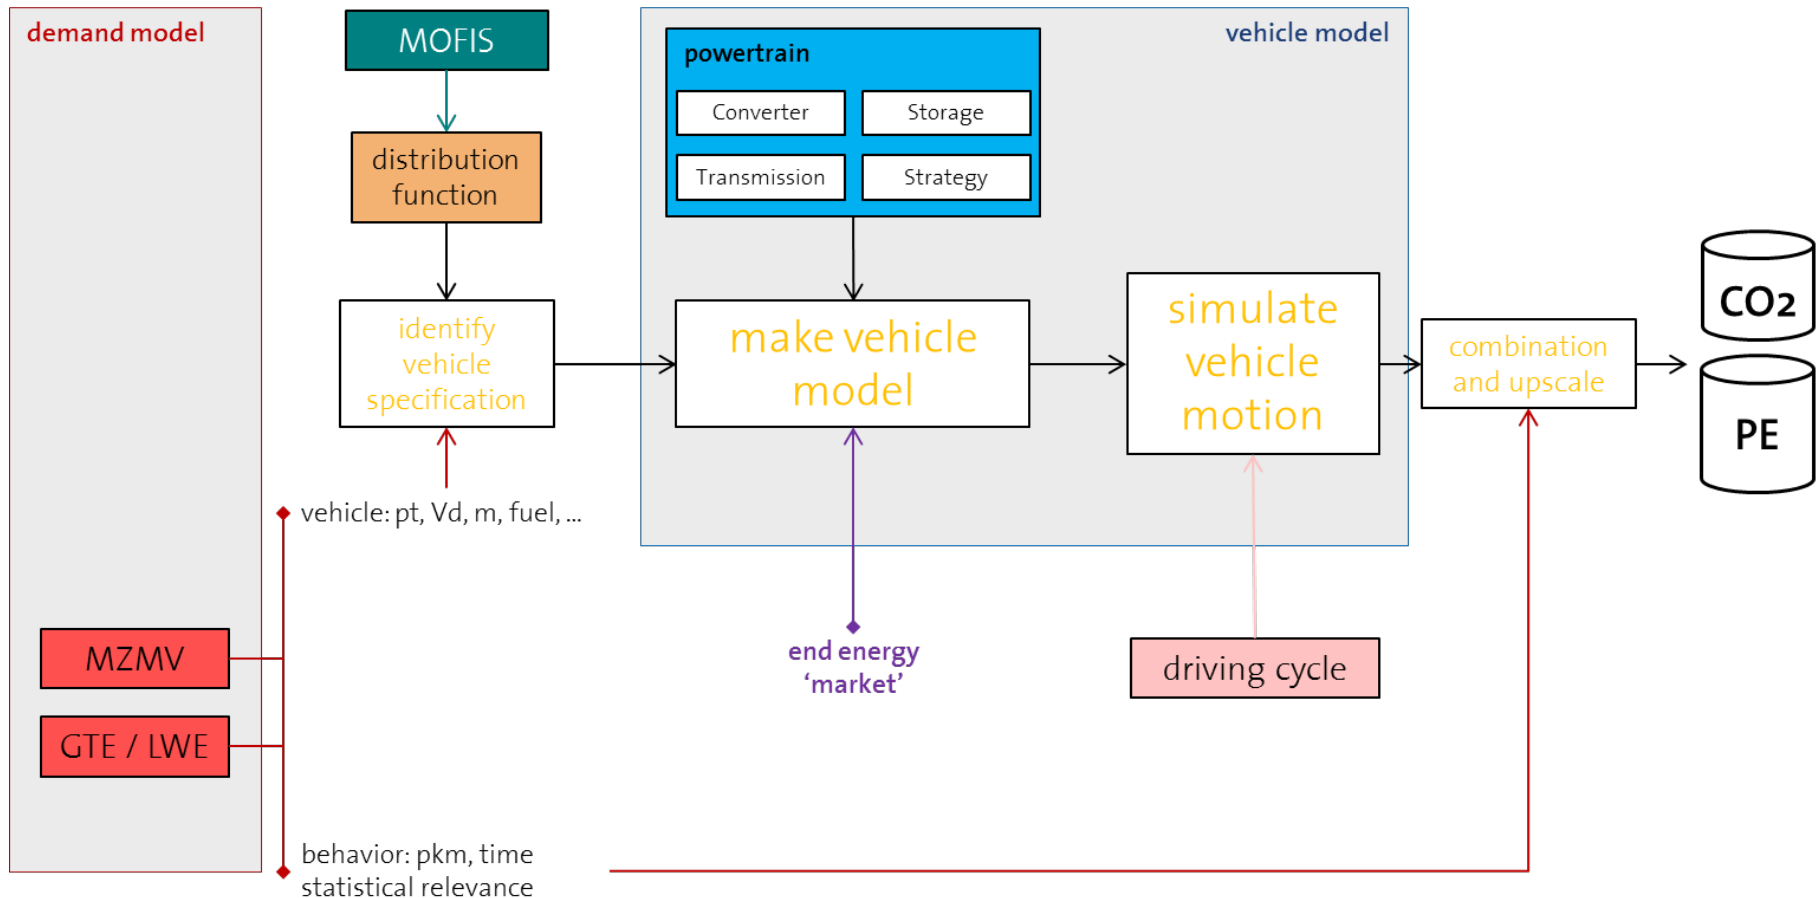 demand model
MOFIS
vehicle model
powertrain
Converter
Storage
Transmission
Strategy
distribution
function
identify
vehicle
specification
make vehicle
model
simulate
vehicle
motion
combination
and upscale
CO2
PE
vehicle: pt, Vd, m, fuel, ...
MZMV
GTE / LWE
end energy
‘market’
driving cycle
behavior: pkm, time
statistical relevance